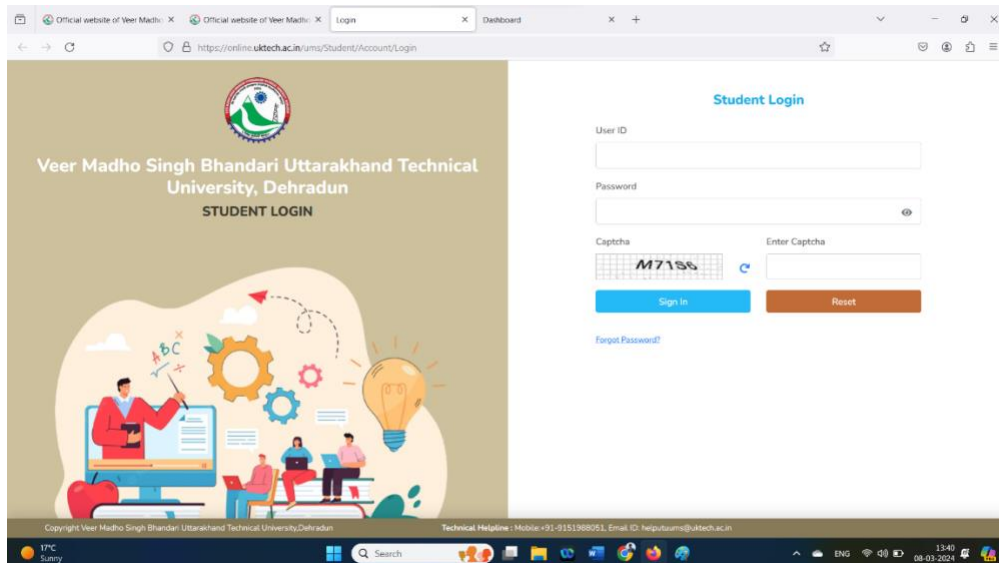 Official website of Veer Madho
Official website of Veer Madho
Login
Dashboard
https://online.uktech.ac.in/ums/Student/Account/Login
Veer Madho Singh Bhandari Uttarakhand Technical
University, Dehradun
STUDENT LOGIN
ABC
Student Login
User ID
Password
Captcha
Enter Captcha
M71S6
Sign In
Reset
Forgot Password?
Copyright Veer Madho Singh Bhandari Uttarakhand Technical University,Dehradun
Technical Helpline : Mobile:+91-9151988051, Email ID: helputuums@uktech.ac.in
17°C
Sunny
Search
ENG
13:40
08-03-2024